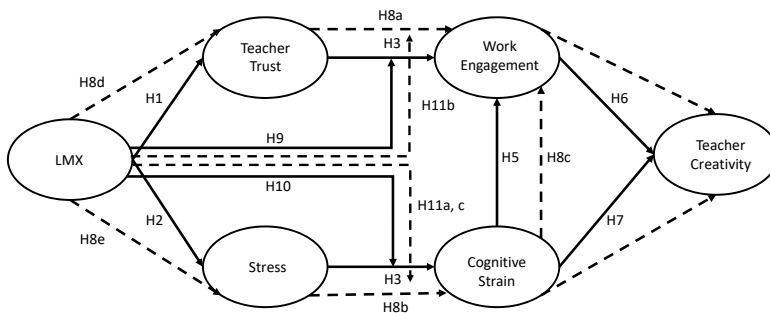 H8a
Teacher
Trust
H3
Work
Engagement
H8d
H1
H6
H11b
H9
LMX
H5
H8c
Teacher
Creativity
H10
H11a, c
H2
H7
H8e
Stress
H3
Cognitive
Strain
H8b